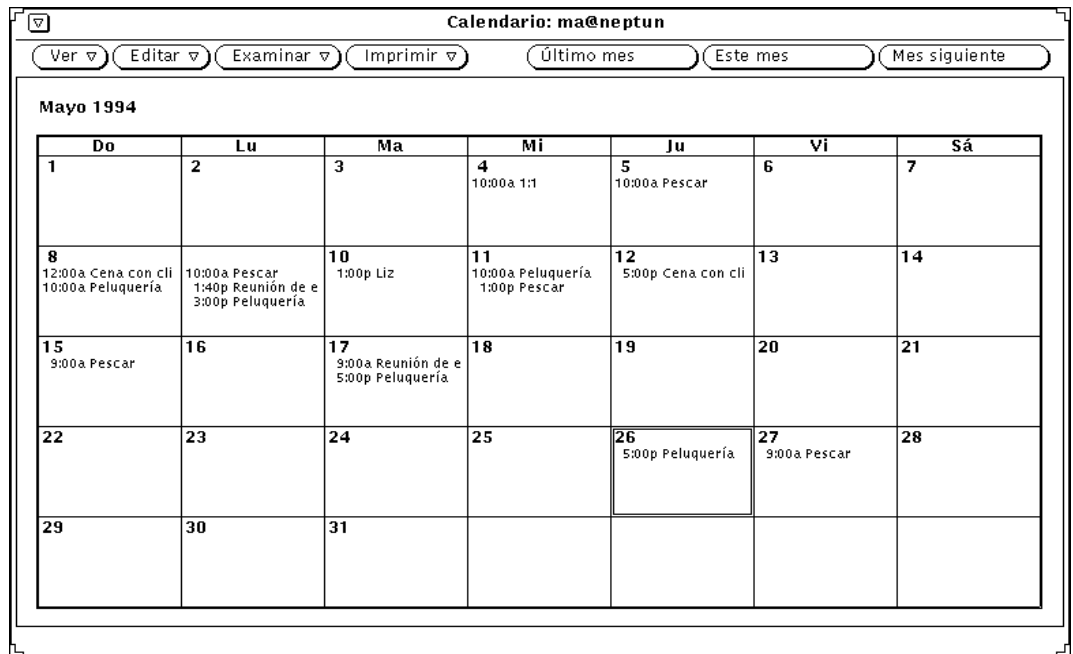 Calendario: ma@neptun
Ver Editar Examinar Imprimir Último mes Este mes Mes siguiente
Mayo 1994
Do Lu Ma Mi Ju Vi Sá
1 2 3 4 5 6 7
10:00a 1:1 10:00a Pescar
8 10 11 12 13 14
12:00a Cena con cli 10:00a Pescar 1:00p Liz 10:00a Peluquería 5:00p Cena con cli
10:00a Peluquería 1:40p Reunión de e 1:00p Pescar
3:00p Peluquería
15 16 17 18 19 20 21
9:00a Pescar 9:00a Reunión de e
5:00p Peluquería
22 23 24 25 26 27 28
5:00p Peluquería 9:00a Pescar
29 30 31